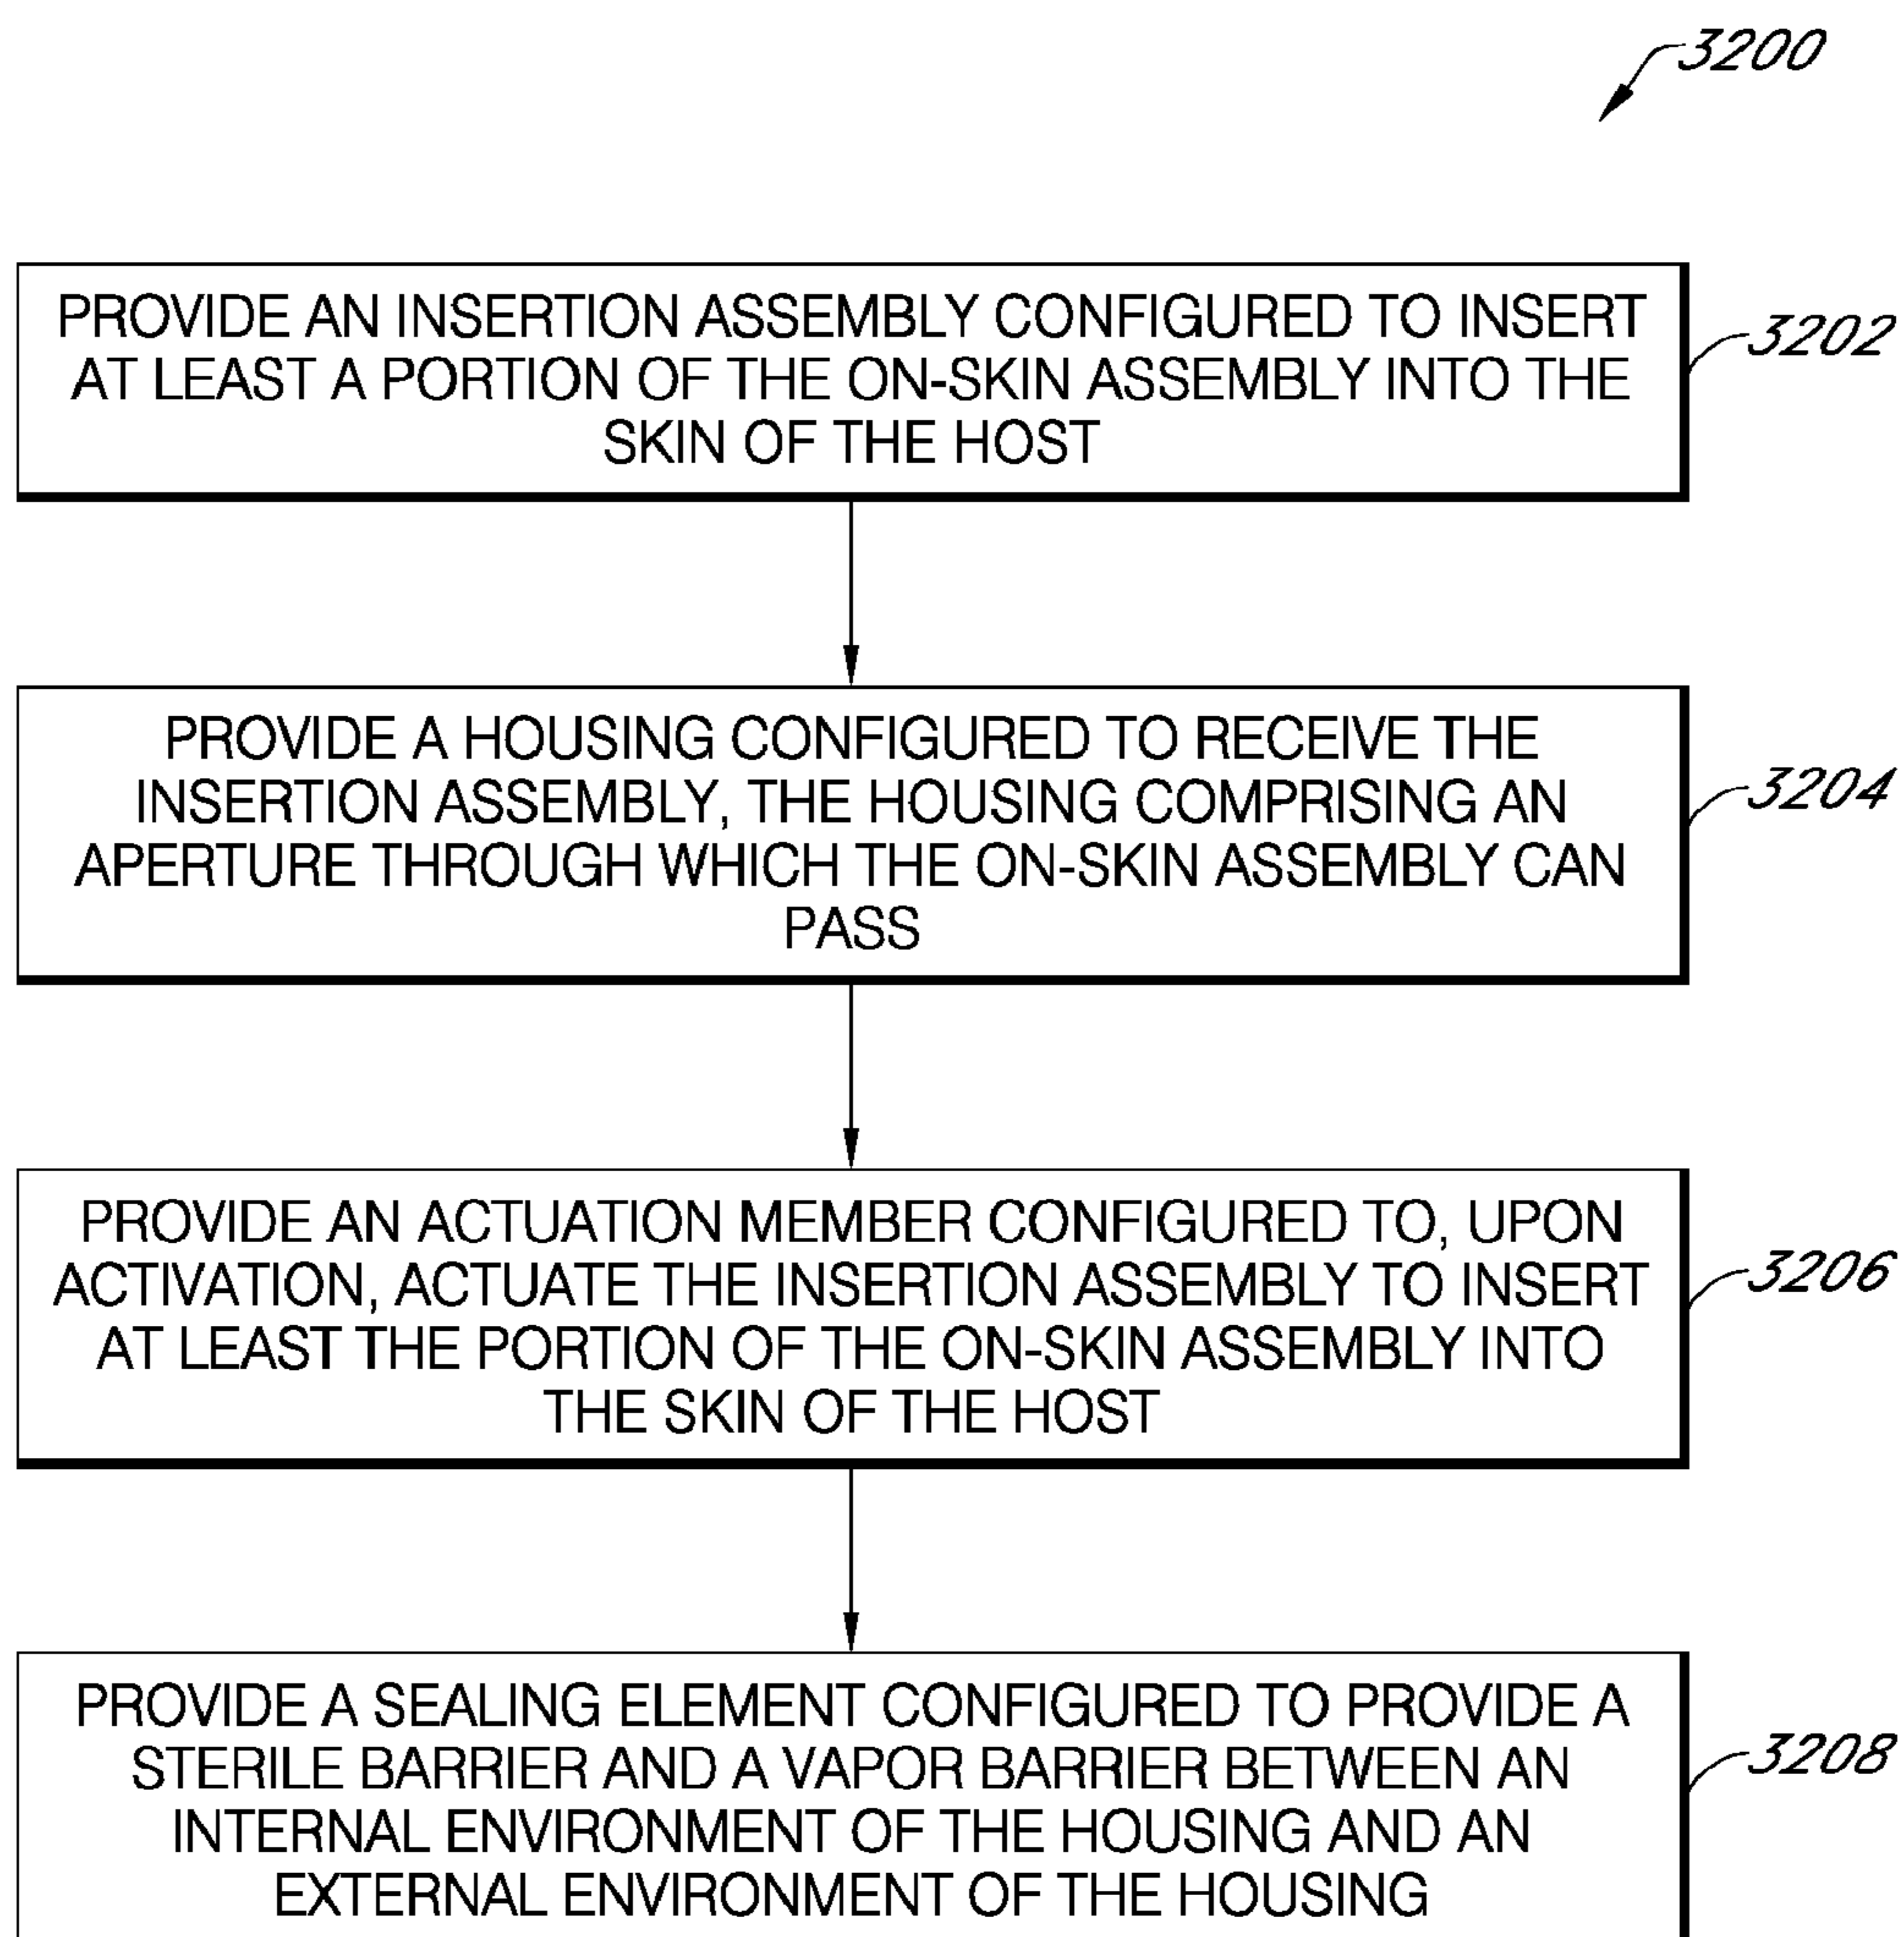 3200
PROVIDE AN INSERTION ASSEMBLY CONFIGURED TO INSERT
AT LEAST A PORTION OF THE ON-SKIN ASSEMBLY INTO THE
SKIN OF THE HOST
3202
PROVIDE A HOUSING CONFIGURED TO RECEIVE THE
INSERTION ASSEMBLY, THE HOUSING COMPRISING AN
APERTURE THROUGH WHICH THE ON-SKIN ASSEMBLY CAN
PASS
3204
PROVIDE AN ACTUATION MEMBER CONFIGURED TO, UPON
ACTIVATION, ACTUATE THE INSERTION ASSEMBLY TO INSERT
AT LEAST THE PORTION OF THE ON-SKIN ASSEMBLY INTO
THE SKIN OF THE HOST
3206
PROVIDE A SEALING ELEMENT CONFIGURED TO PROVIDE A
STERILE BARRIER AND A VAPOR BARRIER BETWEEN AN
INTERNAL ENVIRONMENT OF THE HOUSING AND AN
EXTERNAL ENVIRONMENT OF THE HOUSING
3208